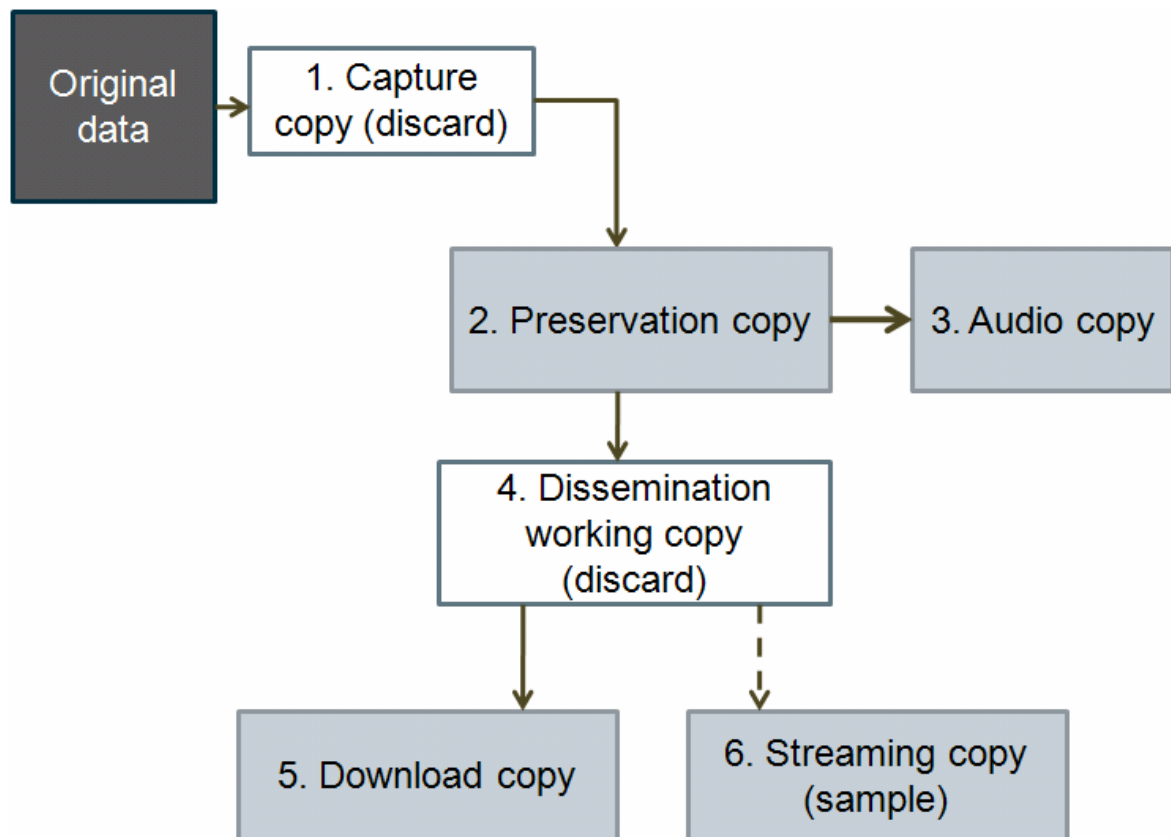 Original
data
1. Capture
copy (discard)
2. Preservation copy
3. Audio copy
4. Dissemination
working copy
(discard)
5. Download copy
6. Streaming copy
(sample)